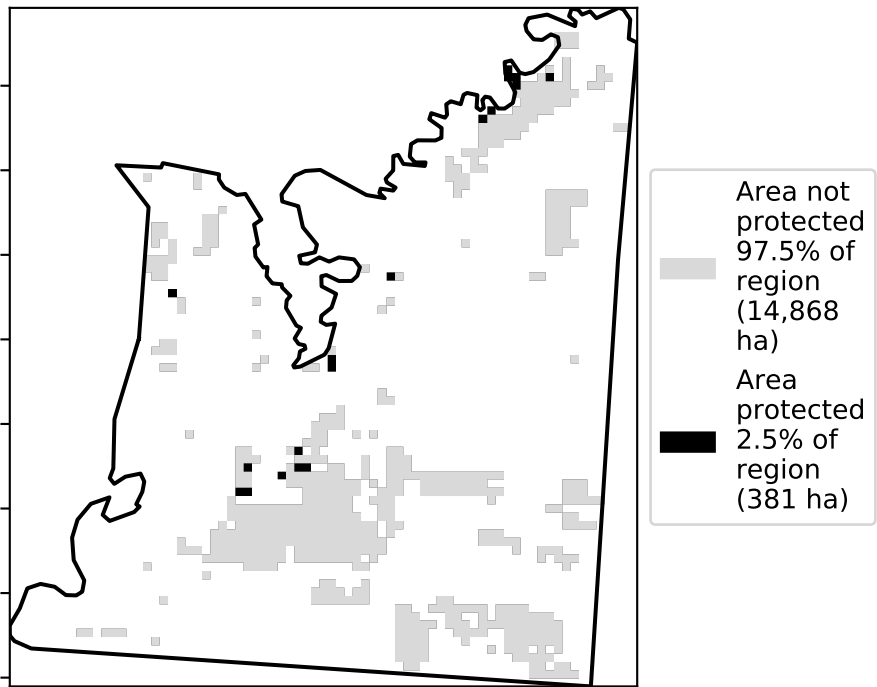 Area not
protected
97.5% of
region
(14,868
ha)
Area
protected
2.5% of
region
(381 ha)